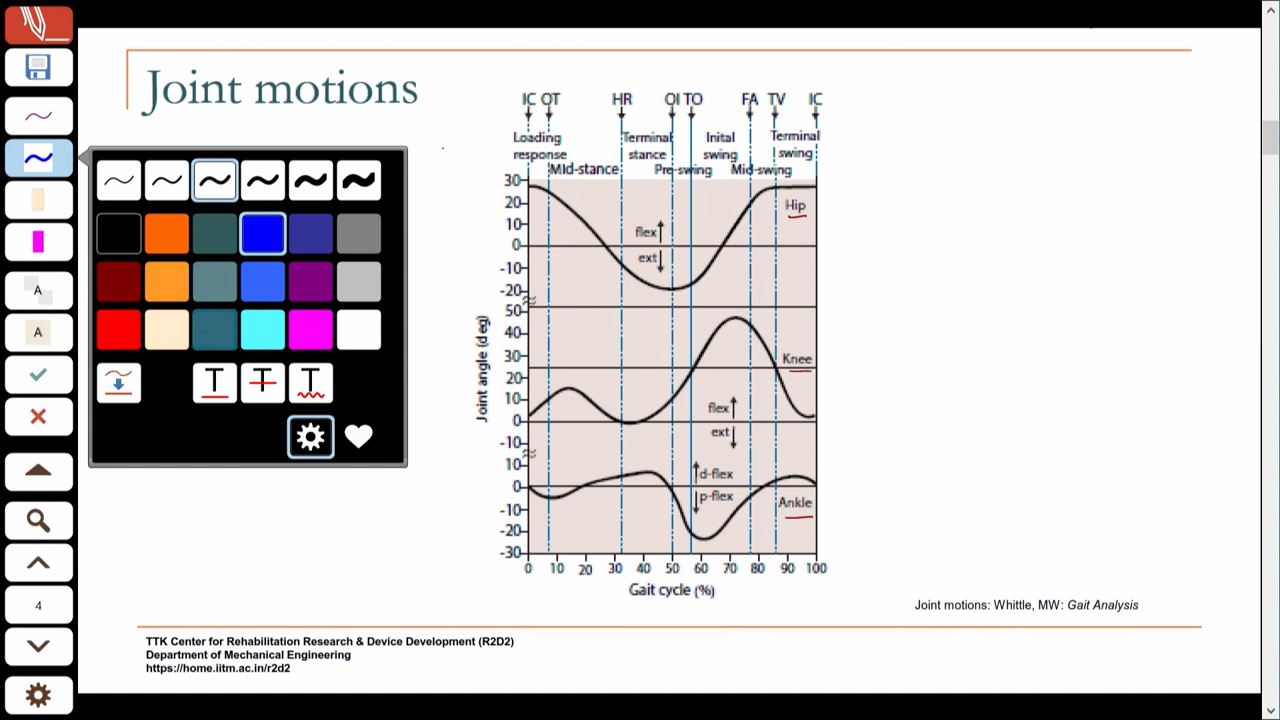 Joint motions
IC OT HR OI TO FA TV IC
Loading response
Mid-stance
Terminal stance
Pre-swing
Inital swing
Mid-swing
Terminal swing
30
20
10
0
-10
-20
Hip
flex
ext
50
40
30
20
10
0
-10
Knee
flex
ext
10
0
-10
-20
-30
d-flex
p-flex
Ankle
Joint angle (deg)
0 10 20 30 40 50 60 70 80 90 100
Gait cycle (%)
Joint motions: Whittle, MW: Gait Analysis
TTK Center for Rehabilitation Research & Device Development (R2D2)
Department of Mechanical Engineering
https://home.iitm.ac.in/r2d2
A
A
4
T T T